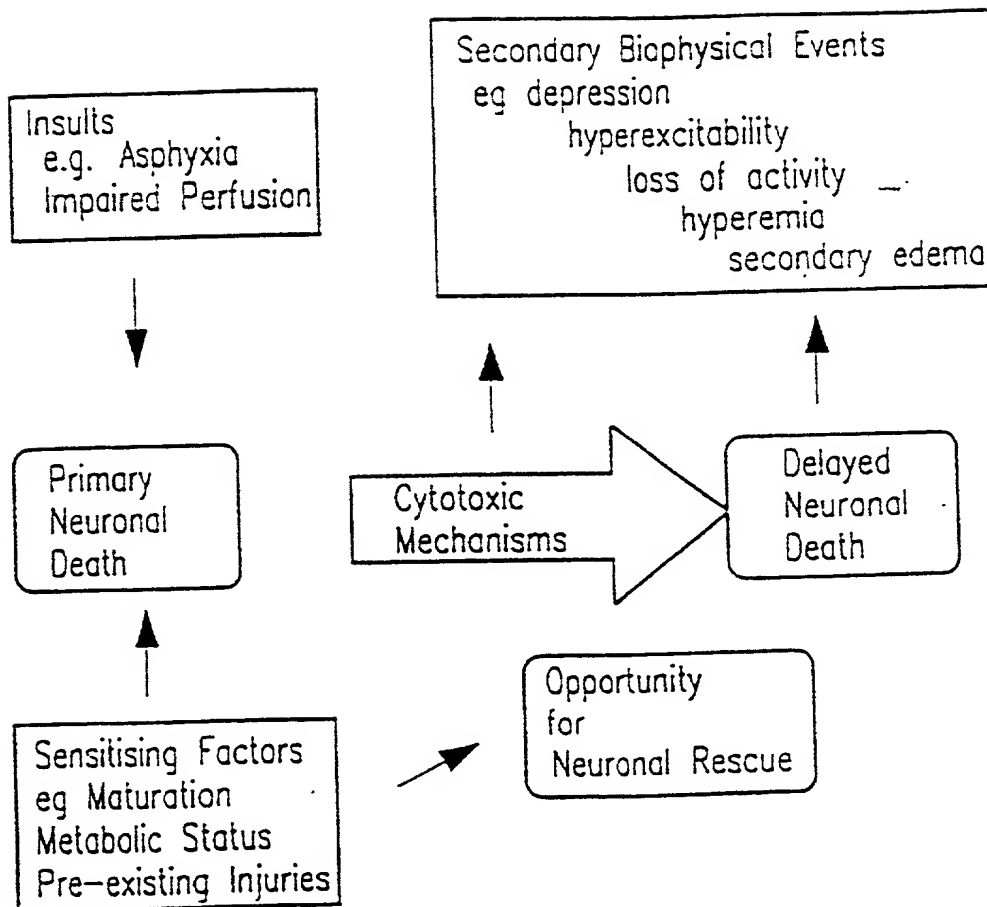 Insults
e.g. Asphyxia
Impaired Perfusion
Secondary Biophysical Events
eg depression
hyperexcitability
loss of activity
hyperemia
secondary edema
Primary
Neuronal
Death
Cytotoxic
Mechanisms
Delayed
Neuronal
Death
Sensitising Factors
eg Maturation
Metabolic Status
Pre-existing Injuries
Opportunity
for
Neuronal Rescue